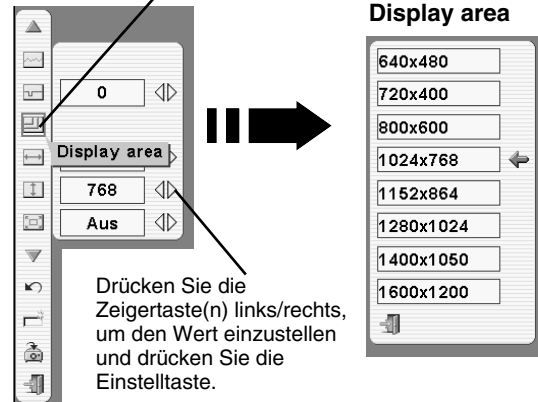 Display area
0
Display area
768
Aus
Drücken Sie die
Zeigertaste(n) links/rechts,
um den Wert einzustellen
und drücken Sie die
Einstelltaste.
640x480
720x400
800x600
1024x768
1152x864
1280x1024
1400x1050
1600x1200